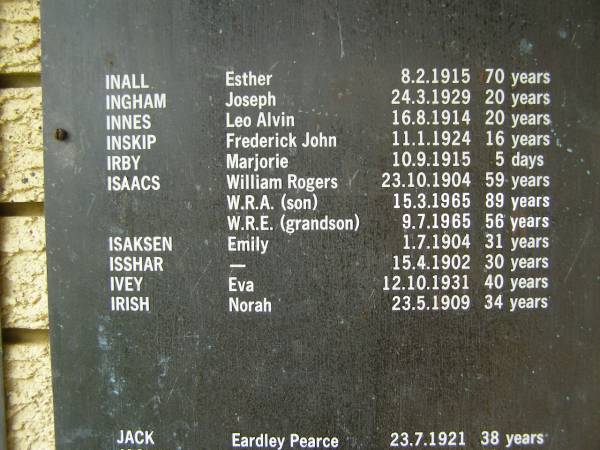 INALL Esther 8.2.1915 70 years
INGHAM Joseph 24.3.1929 20 years
INNES Leo Alvin 16.8.1914 20 years
INSKIP Frederick John 11.1.1924 16 years
IRBY Marjorie 10.9.1915 5 days
ISAACS William Rogers 23.10.1904 59 years
W.R.A. (son) 15.3.1965 89 years
W.R.E. (grandson) 9.7.1965 56 years
ISAKSEN Emily 1.7.1904 31 years
ISSHAR — 15.4.1902 30 years
IVEY Eva 12.10.1931 40 years
IRISH Norah 23.5.1909 34 years
JACK Eardley Pearce 23.7.1921 38 years